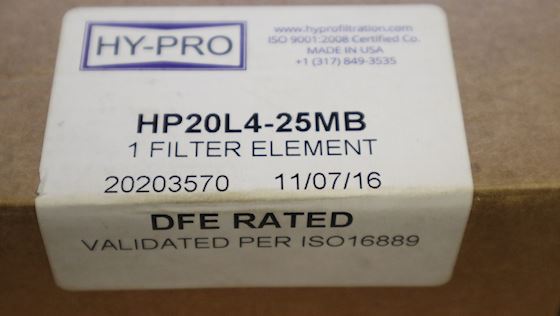 HY-PRO
www.hyprofiltration.com
ISO 9001:2008 Certified Co.
MADE IN USA
+1 (317) 849-3535
HP20L4-25MB
1 FILTER ELEMENT
20203570 11/07/16
DFE RATED
VALIDATED PER ISO16889